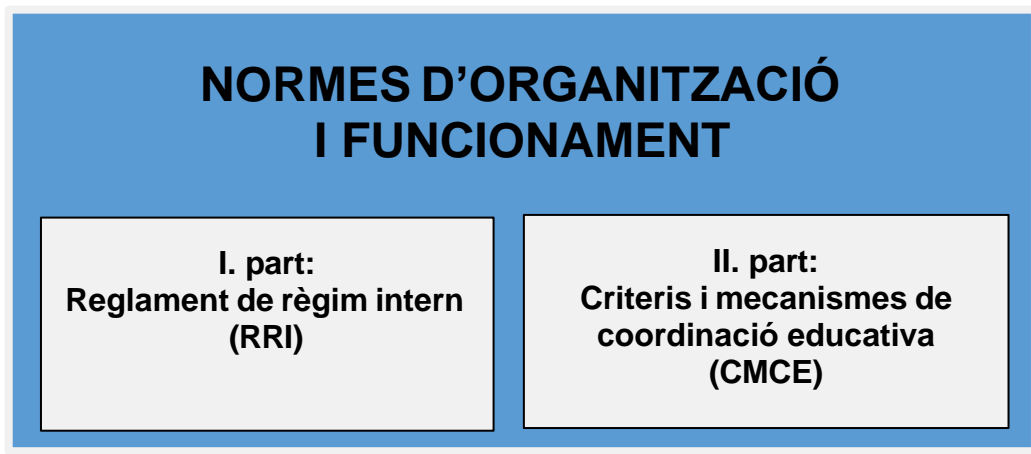 NORMES D’ORGANITZACIÓ
I FUNCIONAMENT
I. part:
Reglament de règim intern
(RRI)
II. part:
Criteris i mecanismes de
coordinació educativa
(CMCE)